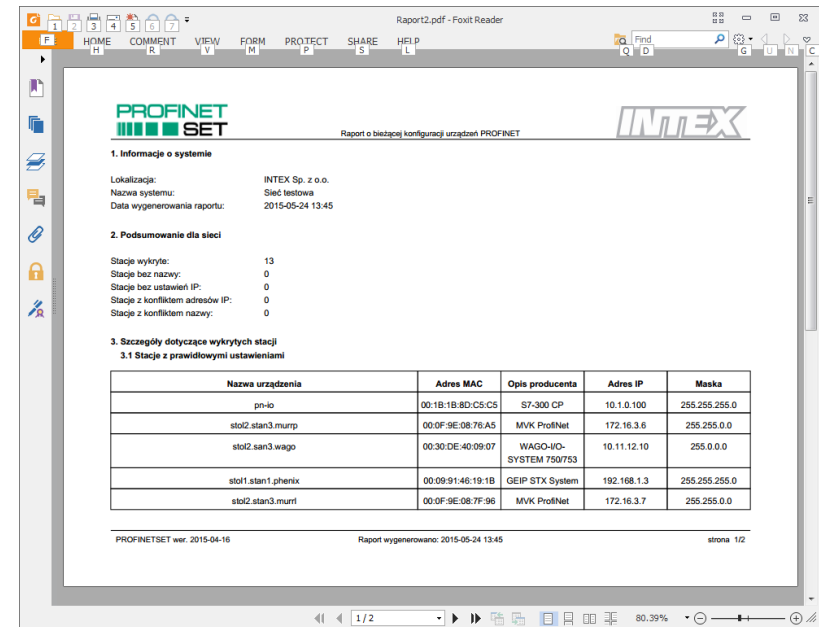 Raport2.pdf - Foxit Reader
1 2 3 4 5 6 7
F HOME COMMENT VIEW FORM PROTECT SHARE HELP
Find
H R V M P S L Q D G U N C
PROFINET
SET
Raport o bieżącej konfiguracji urządzeń PROFINET
INTEX
1. Informacje o systemie
Lokalizacja: INTEX Sp. z o.o.
Nazwa systemu: Sieć testowa
Data wygenerowania raportu: 2015-05-24 13:45
2. Podsumowanie dla sieci
Stacje wykryte: 13
Stacje bez nazwy: 0
Stacje bez ustawień IP: 0
Stacje z konfliktem adresów IP: 0
Stacje z konfliktem nazwy: 0
3. Szczegóły dotyczące wykrytych stacji
3.1 Stacje z prawidłowymi ustawieniami
Nazwa urządzenia Adres MAC Opis producenta Adres IP Maska
pn-io 00:1B:1B:8D:C5:C5 S7-300 CP 10.1.0.100 255.255.255.0
stol2.stan3.murrp 00:0F:9E:08:76:A5 MVK ProfiNet 172.16.3.6 255.255.0.0
stol2.san3.wago 00:30:DE:40:09:07 WAGO-I/O- 10.11.12.10 255.0.0.0
SYSTEM 750/753
stol1.stan1.phenix 00:09:91:46:19:1B GEIP STX System 192.168.1.3 255.255.255.0
stol2.stan3.murrl 00:0F:9E:08:7F:96 MVK ProfiNet 172.16.3.7 255.255.0.0
PROFINETSET wer. 2015-04-16 Raport wygenerowano: 2015-05-24 13:45 strona 1/2
1 / 2 80.39%